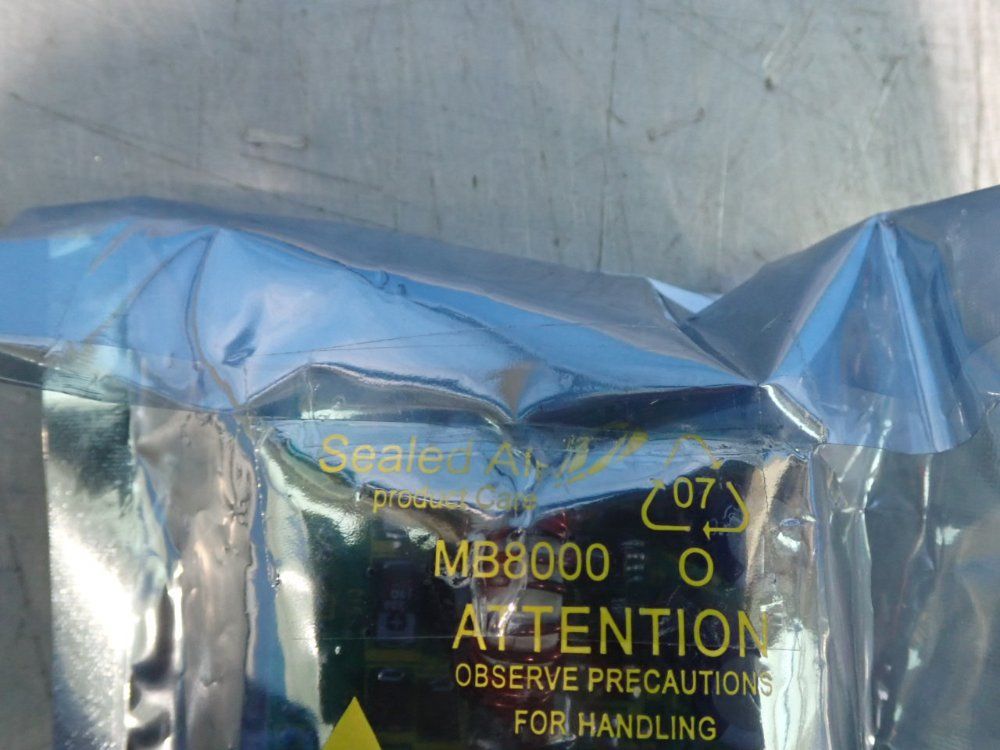 Sealed Air
product Care
07
MB8000
ATTENTION
OBSERVE PRECAUTIONS
FOR HANDLING